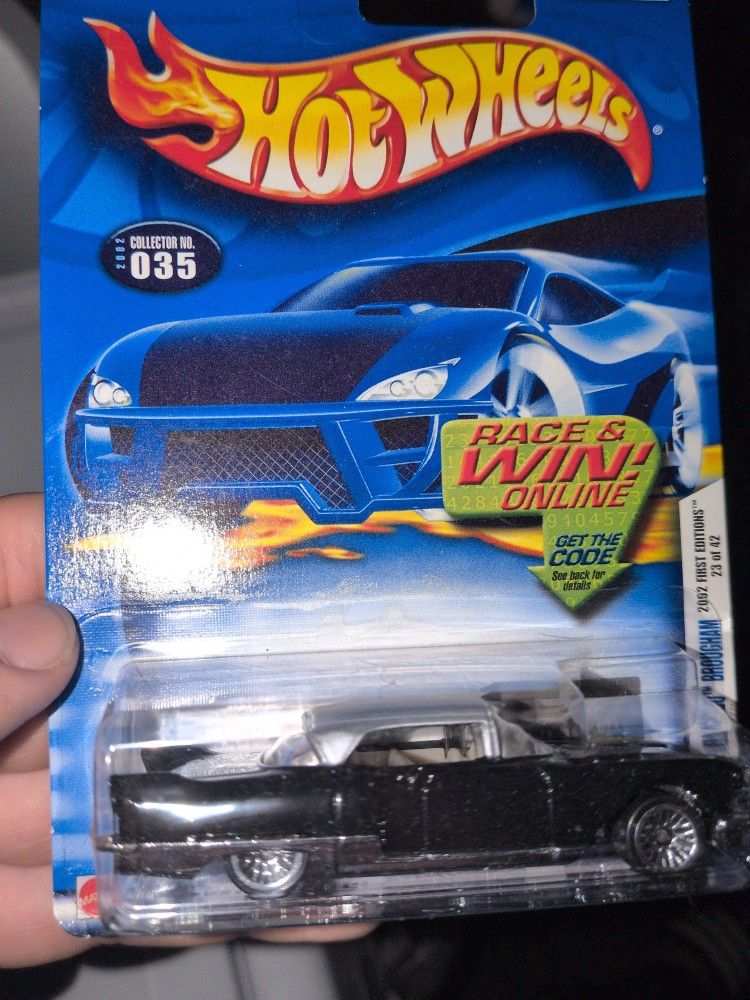 HOT WHEELS
®
2002
COLLECTOR NO.
035
RACE &
WIN!
ONLINE
GET THE
CODE
See back for
details
2002 FIRST EDITIONS™
23 of 42
BROUGHAM